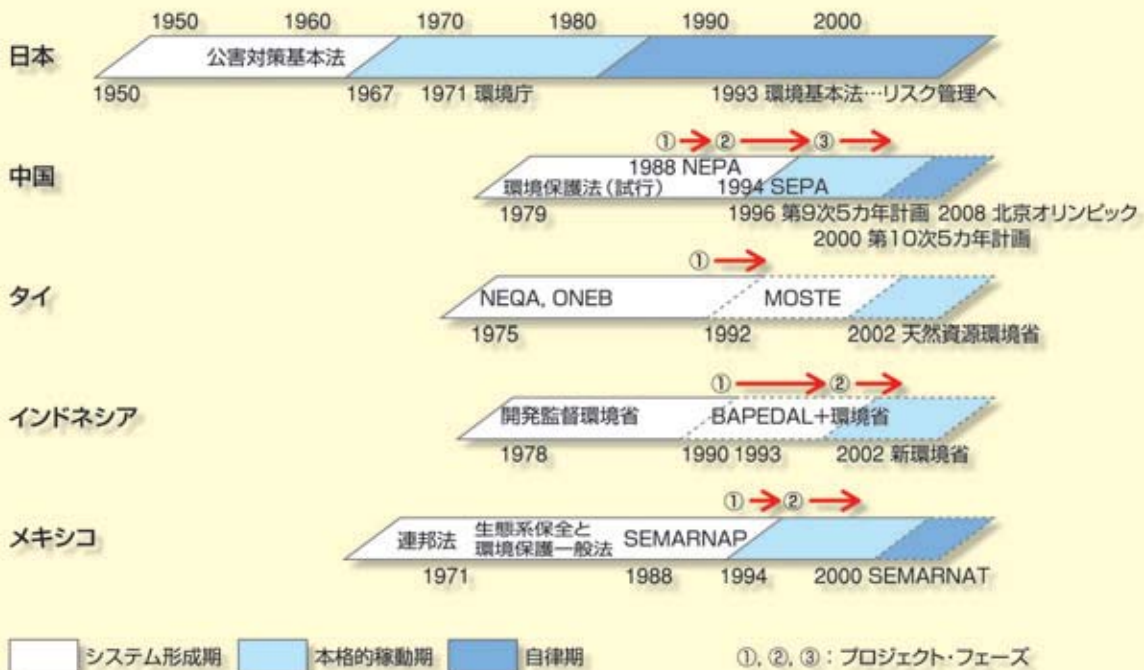 1950 1960 1970 1980 1990 2000
日本
公害対策基本法
1950 1967 1971 環境庁 1993 環境基本法…リスク管理へ
中国
① ② ③
1988 NEPA
環境保護法(試行) 1994 SEPA
1979 1996 第9次5カ年計画 2008 北京オリンピック
2000 第10次5カ年計画
タイ
①
NEQA, ONEB MOSTE
1975 1992 2002 天然資源環境省
インドネシア
① ②
開発監督環境省 BAPEDAL+環境省
1978 1990 1993 2002 新環境省
メキシコ
① ②
連邦法 生態系保全と
環境保護一般法 SEMARNAP
1971 1988 1994 2000 SEMARNAT
システム形成期 本格的稼動期 自律期 ①, ②, ③:プロジェクト・フェーズ